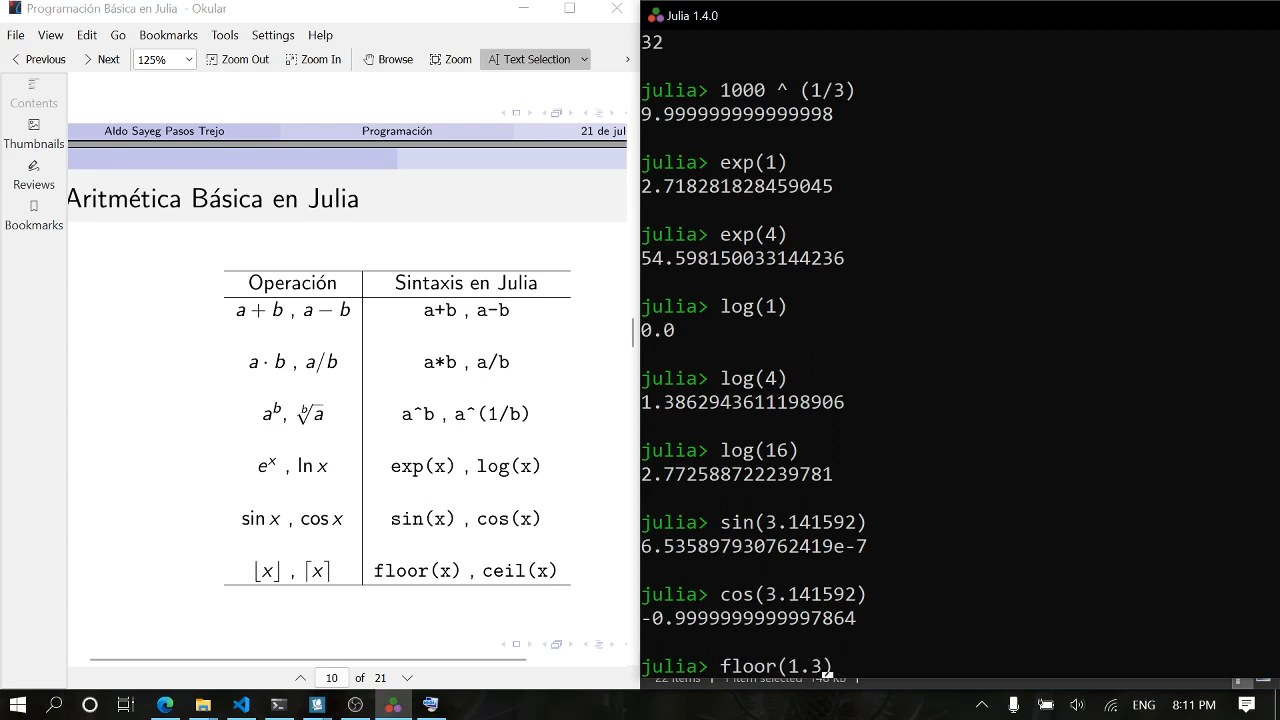 Programación Básica en Julia - Okular
File View Edit Go Bookmarks Tools Settings Help
Previous Next 125% Zoom Out Zoom In Browse Zoom Text Selection
Contents
Thumbnails
Reviews
Bookmarks
Aldo Sayeg Pasos Trejo Programación 21 de jul
Aritmética Básica en Julia
Operación Sintaxis en Julia
a + b , a − b a+b , a-b
a · b , a/b a*b , a/b
a^b, ᵇ√a a^b , a^(1/b)
e^x , ln x exp(x) , log(x)
sin x , cos x sin(x) , cos(x)
⌊x⌋ , ⌈x⌉ floor(x) , ceil(x)
10 of 21
Julia 1.4.0
32
julia> 1000 ^ (1/3)
9.999999999999998
julia> exp(1)
2.718281828459045
julia> exp(4)
54.598150033144236
julia> log(1)
0.0
julia> log(4)
1.3862943611198906
julia> log(16)
2.772588722239781
julia> sin(3.141592)
6.535897930762419e-7
julia> cos(3.141592)
-0.9999999999997864
julia> floor(1.3)
ENG 8:11 PM